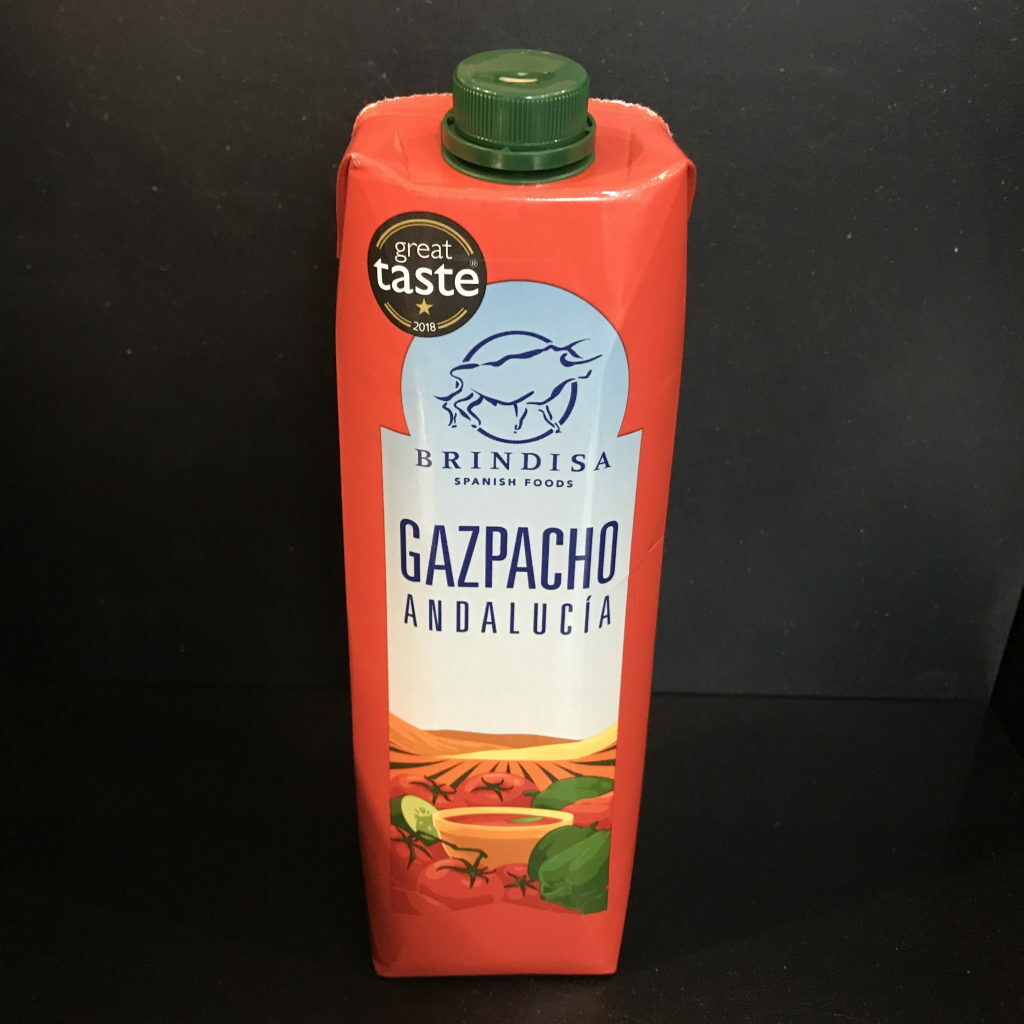 great
taste®
2018
BRINDISA
SPANISH FOODS
GAZPACHO
ANDALUCÍA